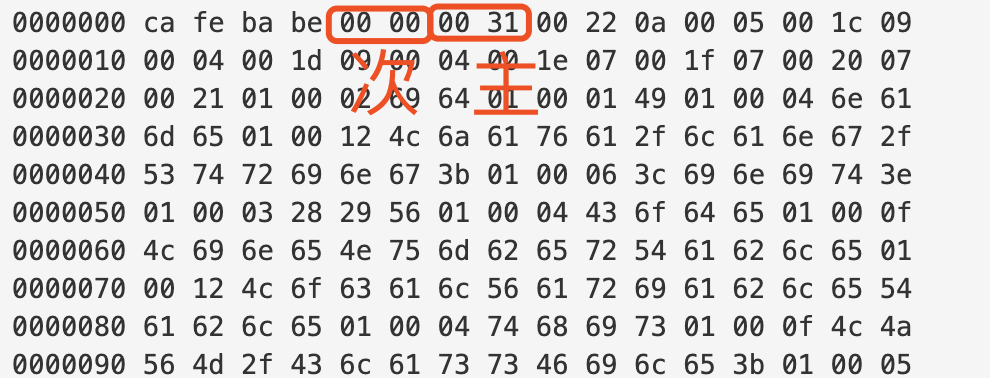 0000000 ca fe ba be 00 00 00 31 00 22 0a 00 05 00 1c 09
0000010 00 04 00 1d 09 00 04 00 1e 07 00 1f 07 00 20 07
次 主
0000020 00 21 01 00 02 69 64 01 00 01 49 01 00 04 6e 61
0000030 6d 65 01 00 12 4c 6a 61 76 61 2f 6c 61 6e 67 2f
0000040 53 74 72 69 6e 67 3b 01 00 06 3c 69 6e 69 74 3e
0000050 01 00 03 28 29 56 01 00 04 43 6f 64 65 01 00 0f
0000060 4c 69 6e 65 4e 75 6d 62 65 72 54 61 62 6c 65 01
0000070 00 12 4c 6f 63 61 6c 56 61 72 69 61 62 6c 65 54
0000080 61 62 6c 65 01 00 04 74 68 69 73 01 00 0f 4c 4a
0000090 56 4d 2f 43 6c 61 73 73 46 69 6c 65 3b 01 00 05